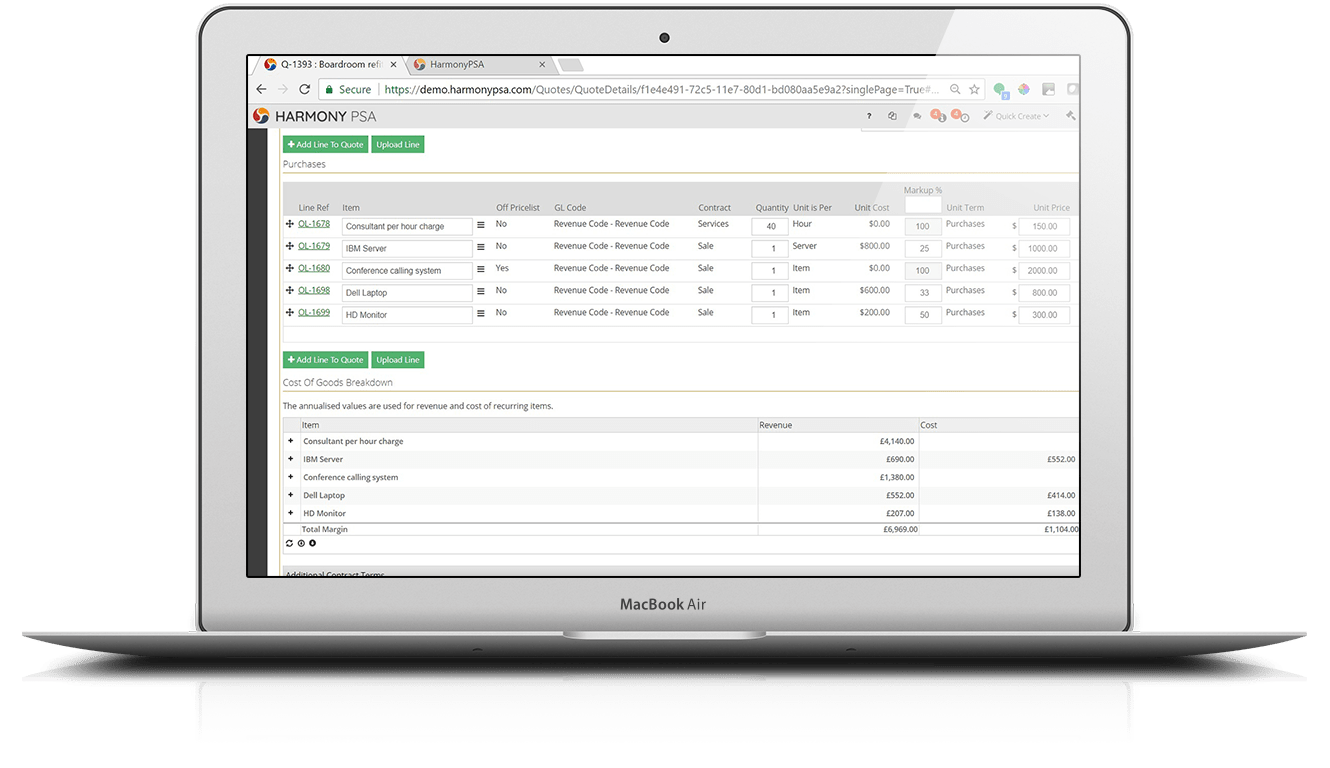 Q-1393 : Boardroom refi
HarmonyPSA
Secure https://demo.harmonypsa.com/Quotes/QuoteDetails/f1e4e491-72c5-11e7-80d1-bd080aa5e9a2?singlePage=True#...
HARMONY PSA ? 4 4 Quick Create
Add Line To Quote Upload Line
Purchases
Markup %
Line Ref Item Off Pricelist GL Code Contract Quantity Unit is Per Unit Cost Unit Term Unit Price
OL-1678 Consultant per hour charge No Revenue Code - Revenue Code Services 40 Hour $0.00 100 Purchases $ 150.00
OL-1679 IBM Server No Revenue Code - Revenue Code Sale 1 Server $800.00 25 Purchases $ 1000.00
OL-1680 Conference calling system Yes Revenue Code - Revenue Code Sale 1 Item $0.00 100 Purchases $ 2000.00
OL-1698 Dell Laptop No Revenue Code - Revenue Code Sale 1 Item $600.00 33 Purchases $ 800.00
OL-1699 HD Monitor No Revenue Code - Revenue Code Sale 1 Item $200.00 50 Purchases $ 300.00
Add Line To Quote Upload Line
Cost Of Goods Breakdown
The annualised values are used for revenue and cost of recurring items.
Item Revenue Cost
Consultant per hour charge £4,140.00
IBM Server £690.00 £552.00
Conference calling system £1,380.00
Dell Laptop £552.00 £414.00
HD Monitor £207.00 £138.00
Total Margin £6,969.00 £1,104.00
Additional Contract Terms
MacBook Air